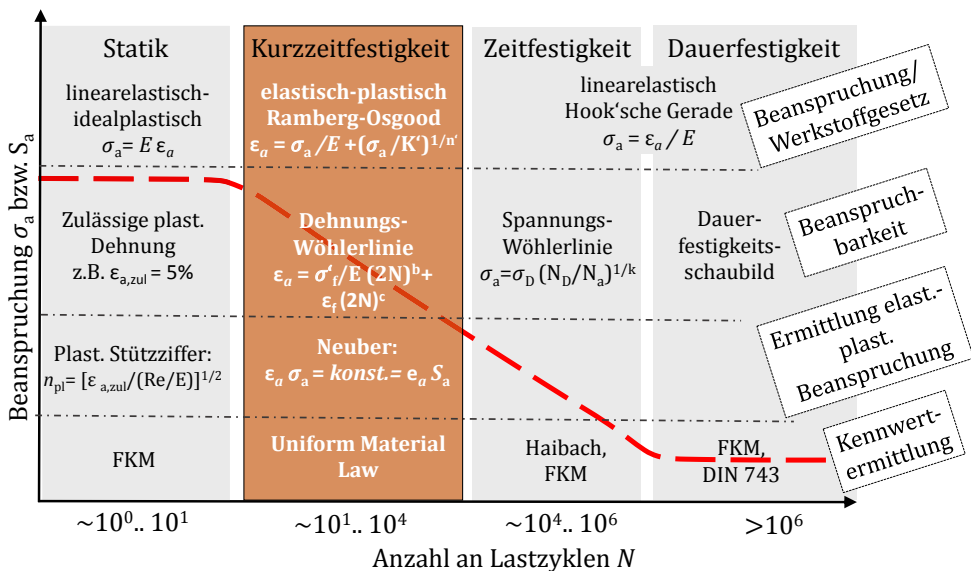 Beanspruchung σa bzw. Sa
Statik
linearelastisch-
idealplastisch
σa= E εa
Zulässige plast.
Dehnung
z.B. εa,zul = 5%
Plast. Stützziffer:
npl= [ε a,zul/(Re/E)]1/2
FKM
Kurzzeitfestigkeit
elastisch-plastisch
Ramberg-Osgood
εa = σa /E +(σa /K‘)1/n‘
Dehnungs-
Wöhlerlinie
εa = σ‘f/E (2N)b+
εf (2N)c
Neuber:
εa σa = konst.= ea Sa
Uniform Material
Law
Zeitfestigkeit
Dauerfestigkeit
linearelastisch
Hook‘sche Gerade
σa = εa / E
Spannungs-
Wöhlerlinie
σa=σD (ND/Na)1/k
Dauer-
festigkeits-
schaubild
Haibach,
FKM
FKM,
DIN 743
Beanspruchung/
Werkstoffgesetz
Beanspruch-
barkeit
Ermittlung elast.-
plast.
Beanspruchung
Kennwert-
ermittlung
~10⁰.. 10¹
~10¹.. 10⁴
~10⁴.. 10⁶
>10⁶
Anzahl an Lastzyklen N